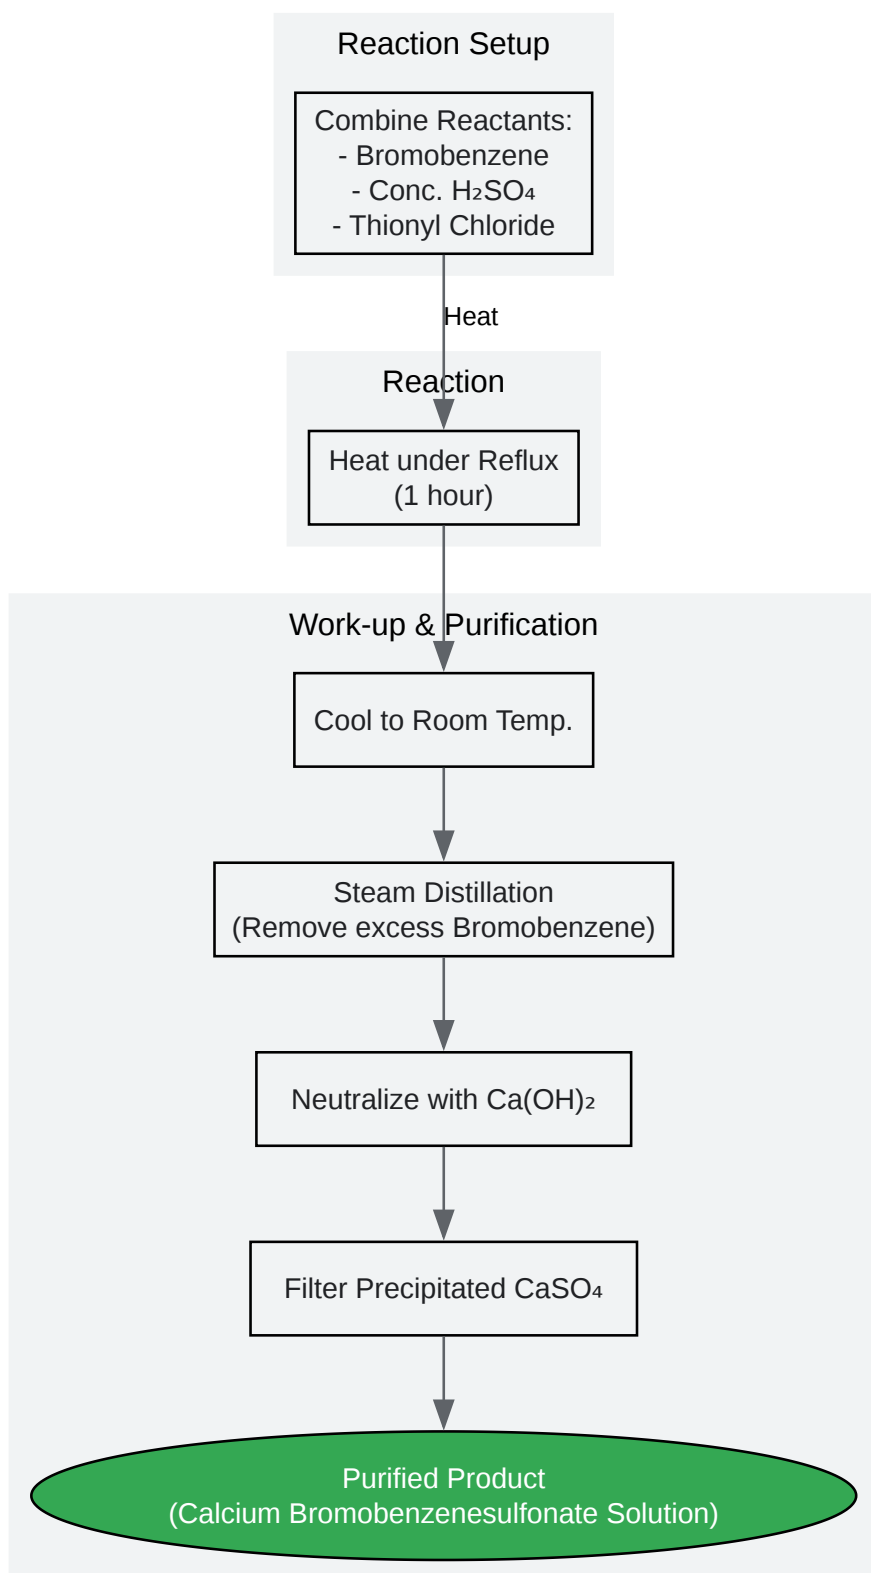 Reaction Setup
Combine Reactants:
- Bromobenzene
- Conc. H₂SO₄
- Thionyl Chloride
Heat
Reaction
Heat under Reflux
(1 hour)
Work-up & Purification
Cool to Room Temp.
Steam Distillation
(Remove excess Bromobenzene)
Neutralize with Ca(OH)₂
Filter Precipitated CaSO₄
Purified Product
(Calcium Bromobenzenesulfonate Solution)